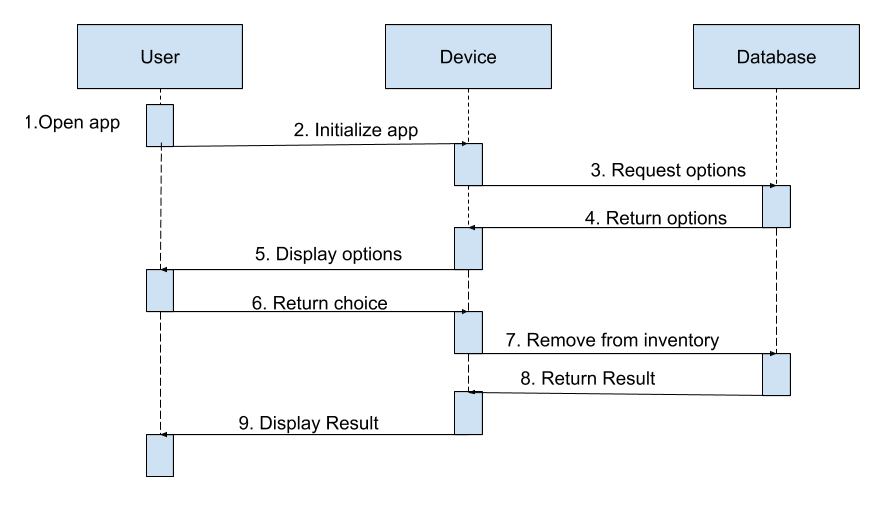 User
Device
Database
1.Open app
2. Initialize app
3. Request options
4. Return options
5. Display options
6. Return choice
7. Remove from inventory
8. Return Result
9. Display Result